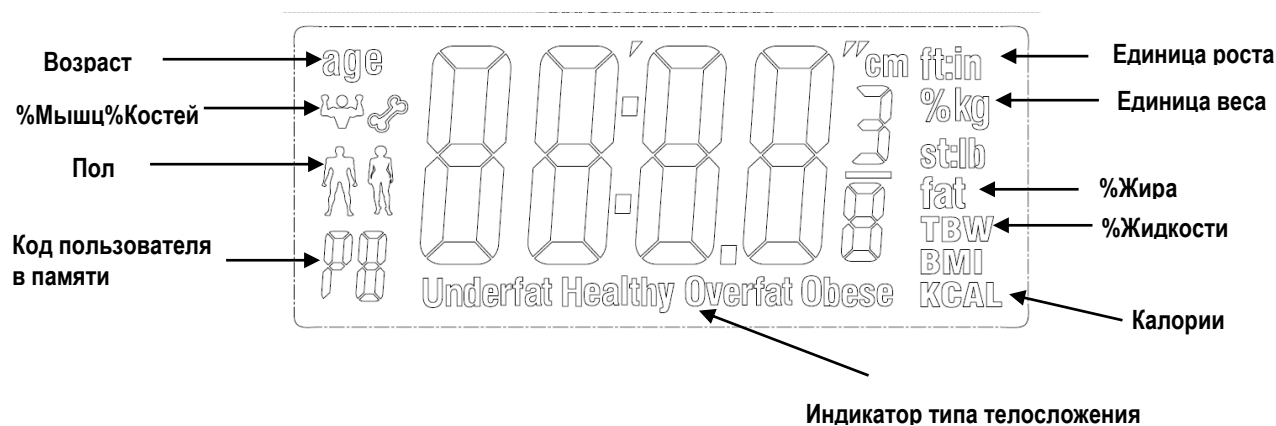 Возраст
age
cm ft:in
Единица роста
%Мышц%Костей
%kg
Единица веса
st:lb
Пол
fat
%Жира
TBW
%Жидкости
Код пользователя
в памяти
BMI
Underfat Healthy Overfat Obese
KCAL
Калории
Индикатор типа телосложения